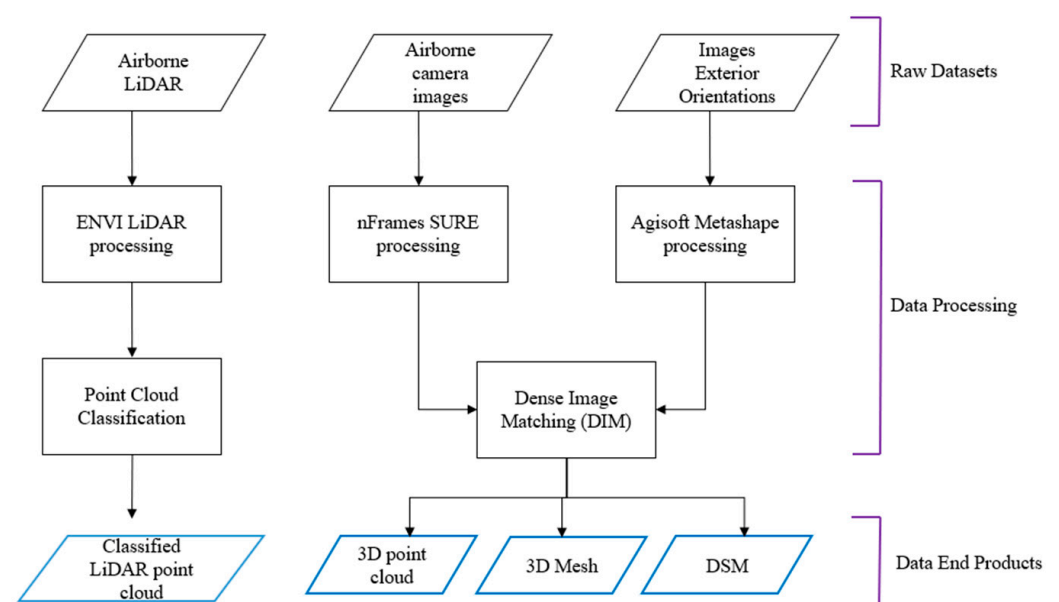 Airborne
LiDAR
Airborne
camera
images
Images
Exterior
Orientations
Raw Datasets
ENVI LiDAR
processing
nFrames SURE
processing
Agisoft Metashape
processing
Data Processing
Point Cloud
Classification
Dense Image
Matching (DIM)
Classified
LiDAR point
cloud
3D point
cloud
3D Mesh
DSM
Data End Products